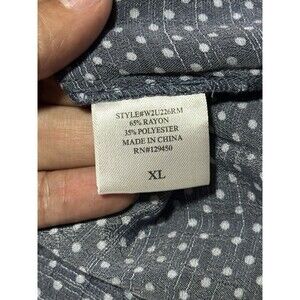 STYLE#W2U226RM
65% RAYON
35% POLYESTER
MADE IN CHINA
RN#129450
XL